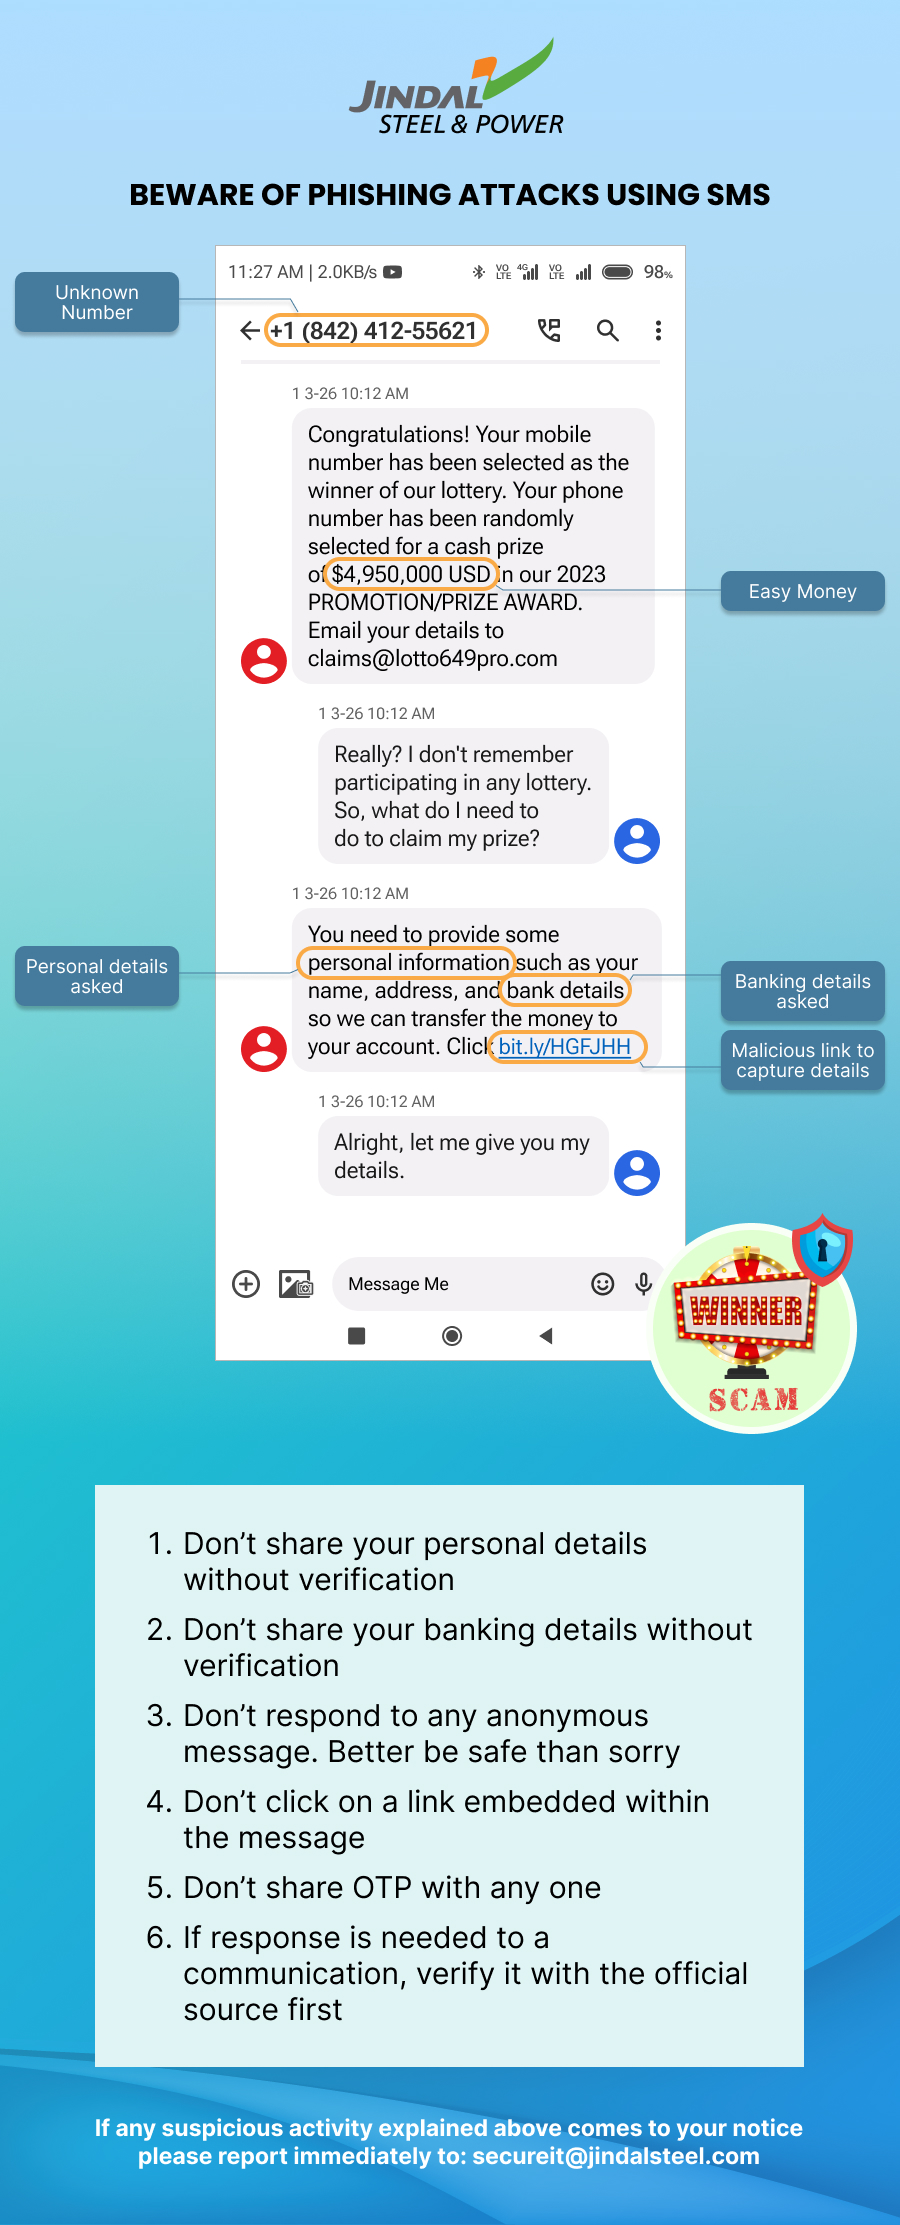 JINDAL
STEEL & POWER
BEWARE OF PHISHING ATTACKS USING SMS
11:27 AM | 2.0KB/s
VO
LTE
4G
VO
LTE
98%
Unknown
Number
+1 (842) 412-55621
1 3-26 10:12 AM
Congratulations! Your mobile
number has been selected as the
winner of our lottery. Your phone
number has been randomly
selected for a cash prize
of $4,950,000 USD in our 2023
PROMOTION/PRIZE AWARD.
Email your details to
claims@lotto649pro.com
Easy Money
1 3-26 10:12 AM
Really? I don't remember
participating in any lottery.
So, what do I need to
do to claim my prize?
1 3-26 10:12 AM
You need to provide some
personal information such as your
name, address, and bank details
so we can transfer the money to
your account. Click bit.ly/HGFJHH
Personal details
asked
Banking details
asked
Malicious link to
capture details
1 3-26 10:12 AM
Alright, let me give you my
details.
Message Me
WINNER
SCAM
1. Don’t share your personal details
without verification
2. Don’t share your banking details without
verification
3. Don’t respond to any anonymous
message. Better be safe than sorry
4. Don’t click on a link embedded within
the message
5. Don’t share OTP with any one
6. If response is needed to a
communication, verify it with the official
source first
If any suspicious activity explained above comes to your notice
please report immediately to: secureit@jindalsteel.com